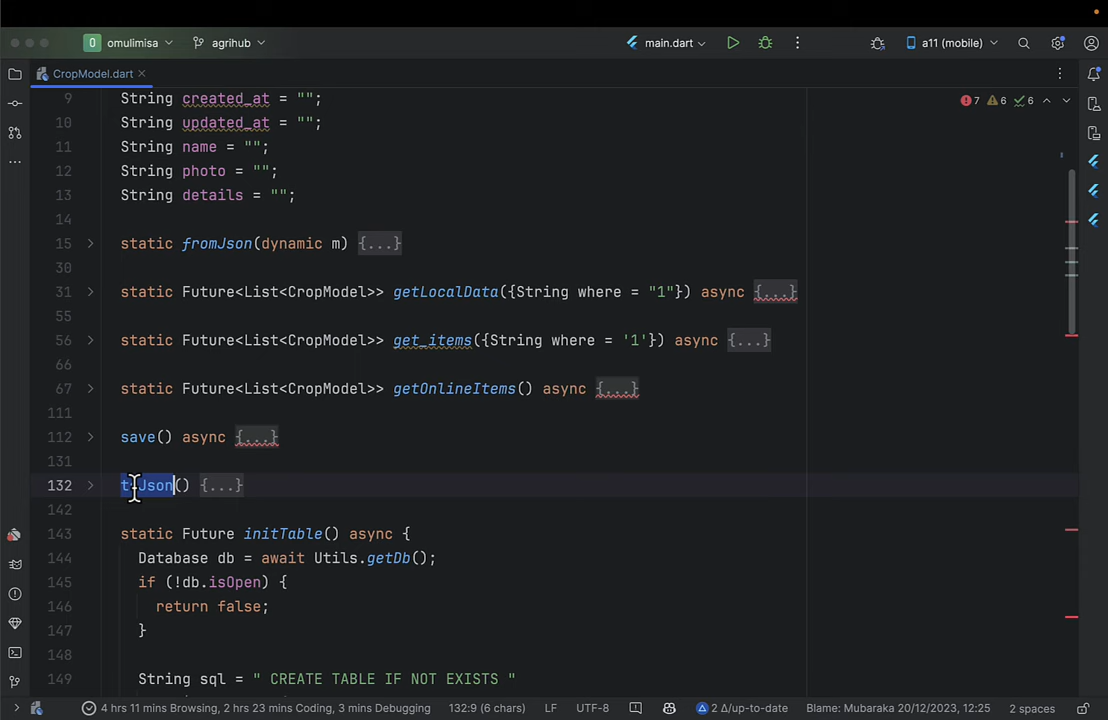 omulimisa agrihub main.dart a11 (mobile)
CropModel.dart
9 String created_at = "";
7 6 6
10 String updated_at = "";
11 String name = "";
12 String photo = "";
13 String details = "";
14
15 static fromJson(dynamic m) {...}
30
31 static Future<List<CropModel>> getLocalData({String where = "1"}) async {...}
55
56 static Future<List<CropModel>> get_items({String where = '1'}) async {...}
66
67 static Future<List<CropModel>> getOnlineItems() async {...}
111
112 save() async {...}
131
132 toJson() {...}
142
143 static Future initTable() async {
144 Database db = await Utils.getDb();
145 if (!db.isOpen) {
146 return false;
147 }
148
149 String sql = " CREATE TABLE IF NOT EXISTS "
4 hrs 11 mins Browsing, 2 hrs 23 mins Coding, 3 mins Debugging 132:9 (6 chars) LF UTF-8 2 Δ/up-to-date Blame: Mubaraka 20/12/2023, 12:25 2 spaces